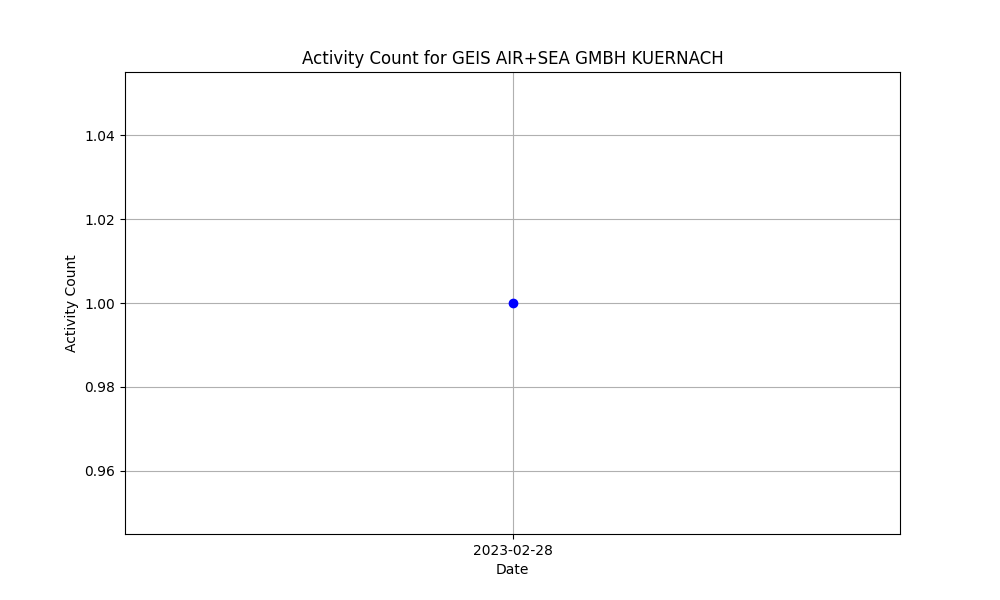 Activity Count for GEIS AIR+SEA GMBH KUERNACH
1.04
1.02
1.00
0.98
0.96
Activity Count
2023-02-28
Date